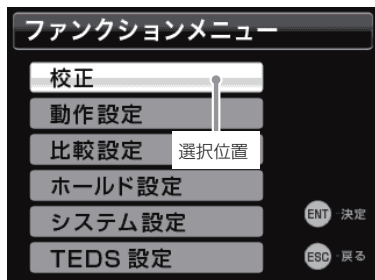 ファンクションメニュー
校正
動作設定
比較設定
選択位置
ホールド設定
システム設定
ENT ・決定
TEDS 設定
ESC ・戻る